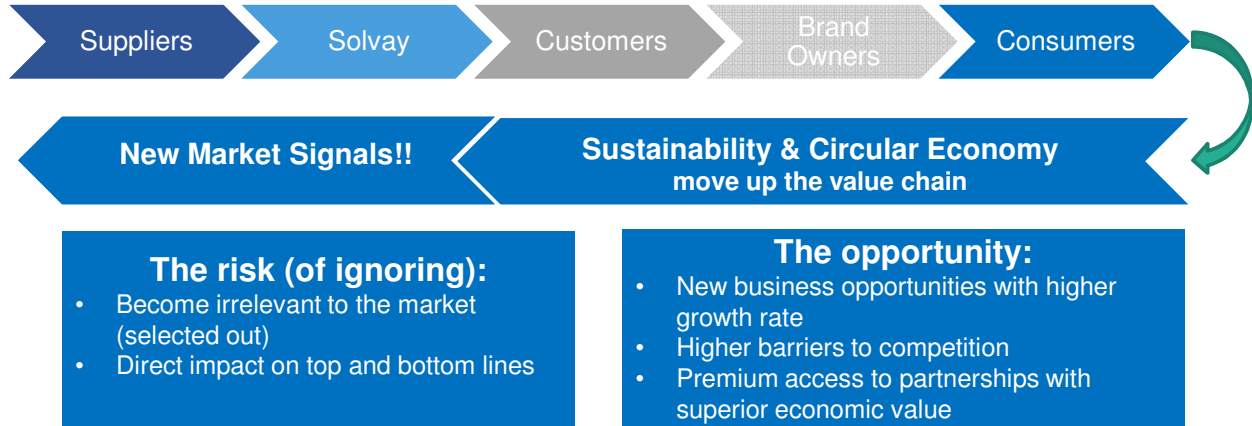 Suppliers
Solvay
Customers
Brand
Owners
Consumers
New Market Signals!!
Sustainability & Circular Economy
move up the value chain
The risk (of ignoring):
• Become irrelevant to the market
(selected out)
• Direct impact on top and bottom lines
The opportunity:
• New business opportunities with higher
growth rate
• Higher barriers to competition
• Premium access to partnerships with
superior economic value